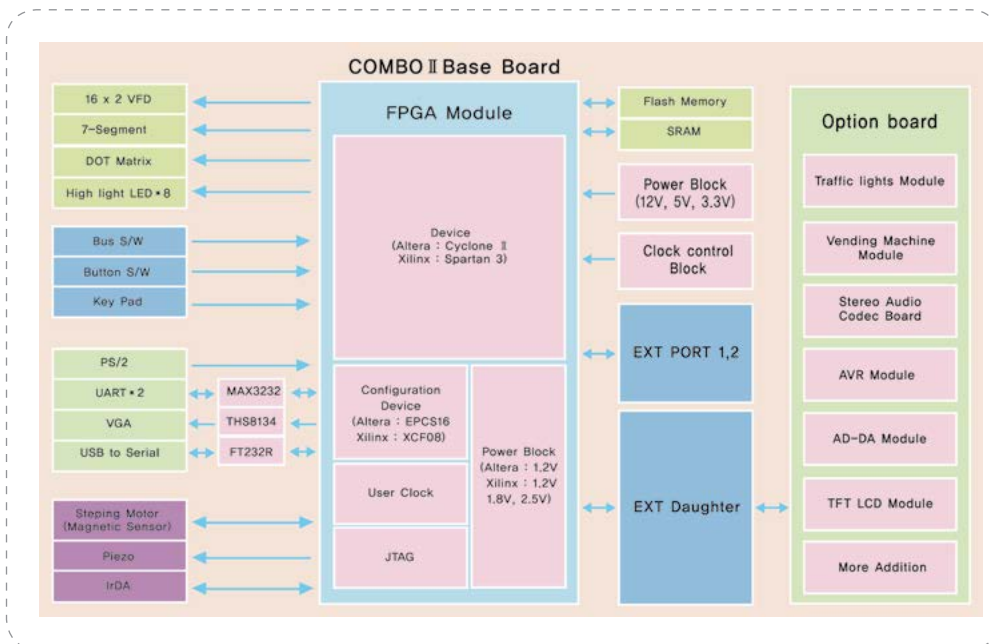 COMBO Ⅱ Base Board
16 x 2 VFD
7-Segment
DOT Matrix
High light LED*8
Bus S/W
Button S/W
Key Pad
PS/2
UART*2
VGA
USB to Serial
MAX3232
THS8134
FT232R
Steping Motor
(Magnetic Sensor)
Piezo
IrDA
FPGA Module
Device
(Altera : Cyclone Ⅱ
Xilinx : Spartan 3)
Configuration
Device
(Altera : EPCS16
Xilinx : XCF08)
User Clock
JTAG
Power Block
(Altera : 1.2V
Xilinx : 1.2V
1.8V, 2.5V)
Flash Memory
SRAM
Power Block
(12V, 5V, 3.3V)
Clock control
Block
EXT PORT 1,2
EXT Daughter
Option board
Traffic lights Module
Vending Machine
Module
Stereo Audio
Codec Board
AVR Module
AD-DA Module
TFT LCD Module
More Addition